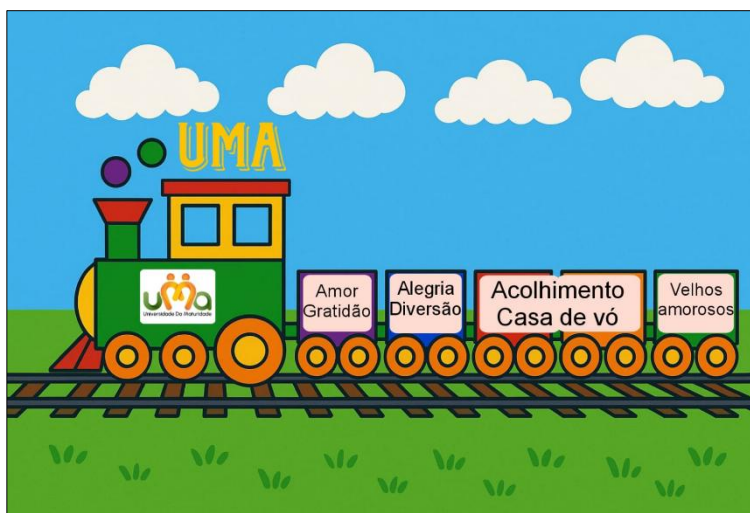 UMA
uma
Universidade Da Maturidade
Amor
Gratidão
Alegria
Diversão
Acolhimento
Casa de vó
Velhos
amorosos